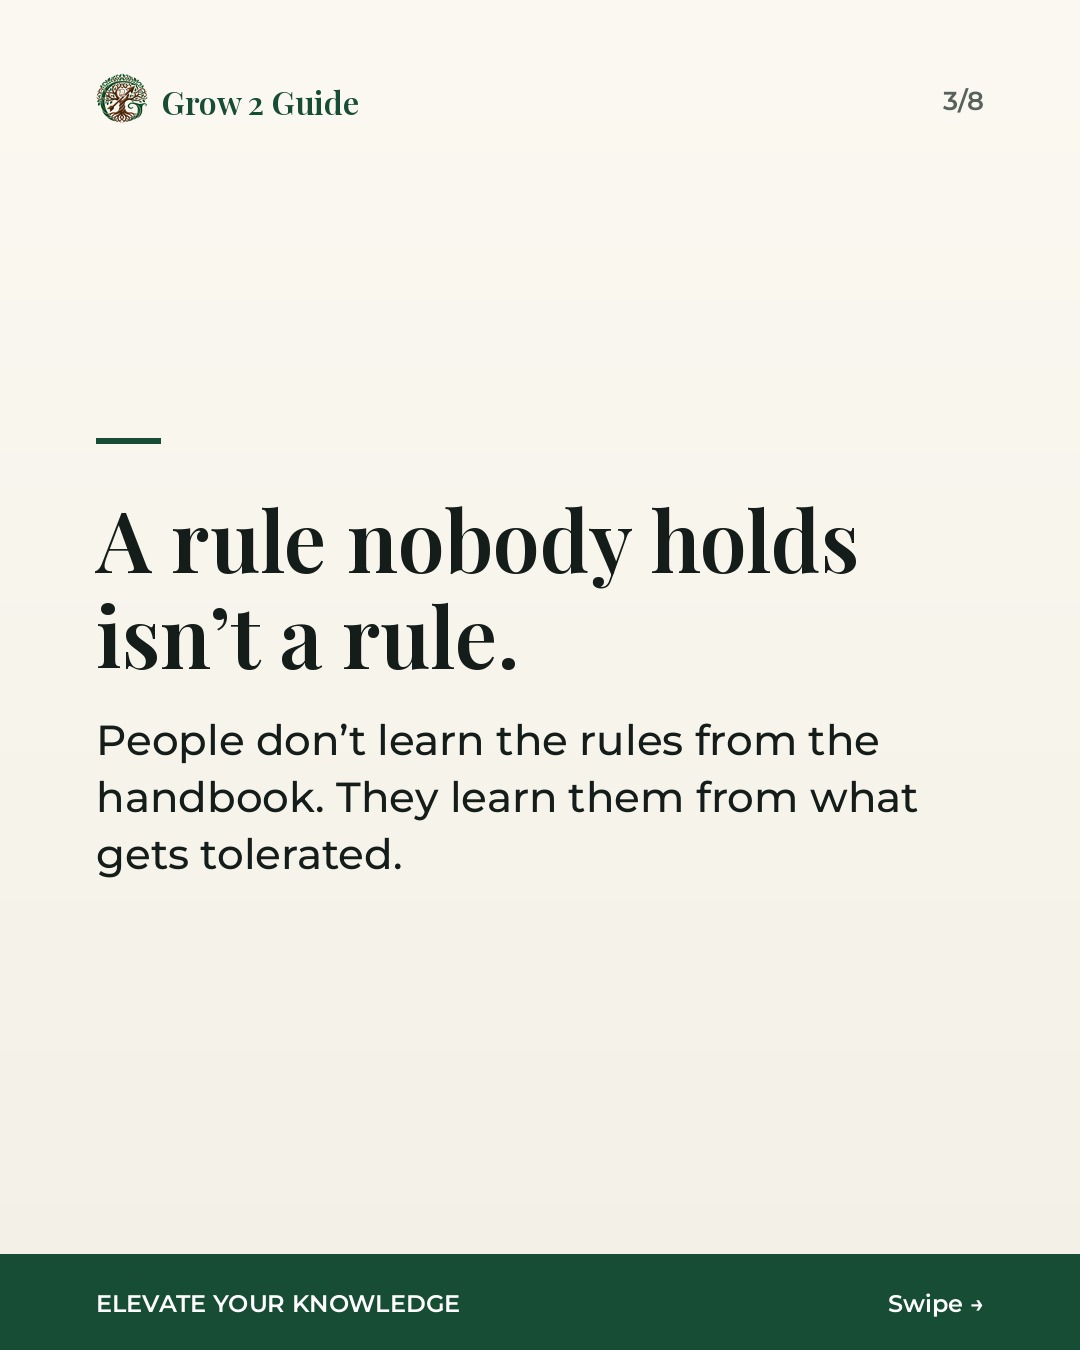 Grow 2 Guide
3/8
A rule nobody holds
isn’t a rule.
People don’t learn the rules from the
handbook. They learn them from what
gets tolerated.
ELEVATE YOUR KNOWLEDGE
Swipe →